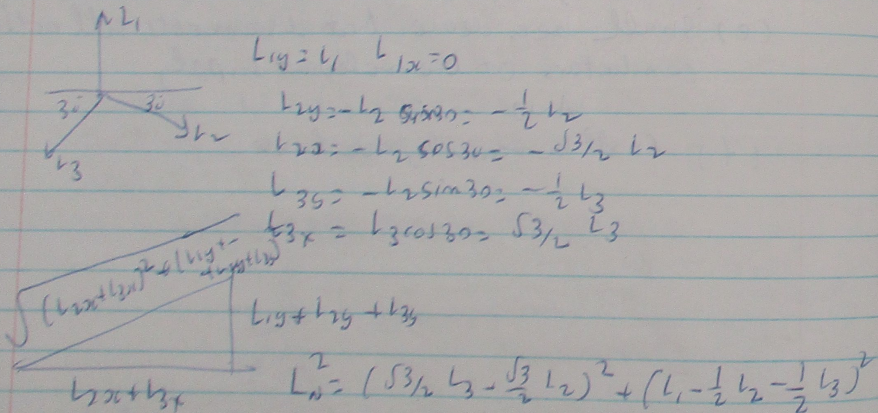 L₁
L₁y = L₁   L₁x = 0
30   30
L₂
L₃
L₂y = -L₂ sin30 = -1/2 L₂
L₂x = -L₂ cos30 = -√3/2 L₂
L₃y = -L₂ sin30 = -1/2 L₃
L₃x = L₃ cos30 = √3/2 L₃
√(L₂x+L₃x)² + (L₁y +
+L₂y+L₃y)
L₁y + L₂y + L₃y
L₂x + L₃x
Lₙ² = (√3/2 L₃ - √3/2 L₂)² + (L₁ - 1/2 L₂ - 1/2 L₃)²